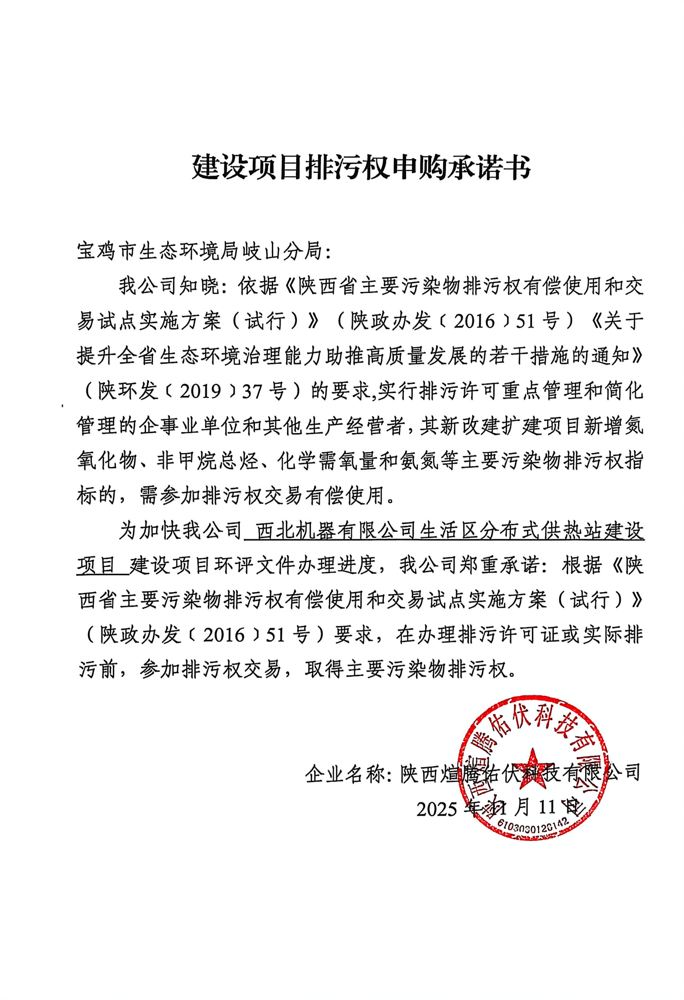 建设项目排污权申购承诺书
宝鸡市生态环境局岐山分局：
我公司知晓：依据《陕西省主要污染物排污权有偿使用和交
易试点实施方案（试行）》（陕政办发﹝2016﹞51 号）《关于
提升全省生态环境治理能力助推高质量发展的若干措施的通知》
（陕环发﹝2019﹞37 号）的要求,实行排污许可重点管理和简化
管理的企事业单位和其他生产经营者，其新改建扩建项目新增氮
氧化物、非甲烷总烃、化学需氧量和氨氮等主要污染物排污权指
标的，需参加排污权交易有偿使用。
为加快我公司 西北机器有限公司生活区分布式供热站建设
项目 建设项目环评文件办理进度，我公司郑重承诺：根据《陕
西省主要污染物排污权有偿使用和交易试点实施方案（试行）》
（陕政办发﹝2016﹞51 号）要求，在办理排污许可证或实际排
污前，参加排污权交易，取得主要污染物排污权。
企业名称：陕西煊腾佑伏科技有限公司
2025 年 11 月 11 日
陕西煊腾佑伏科技有限公司